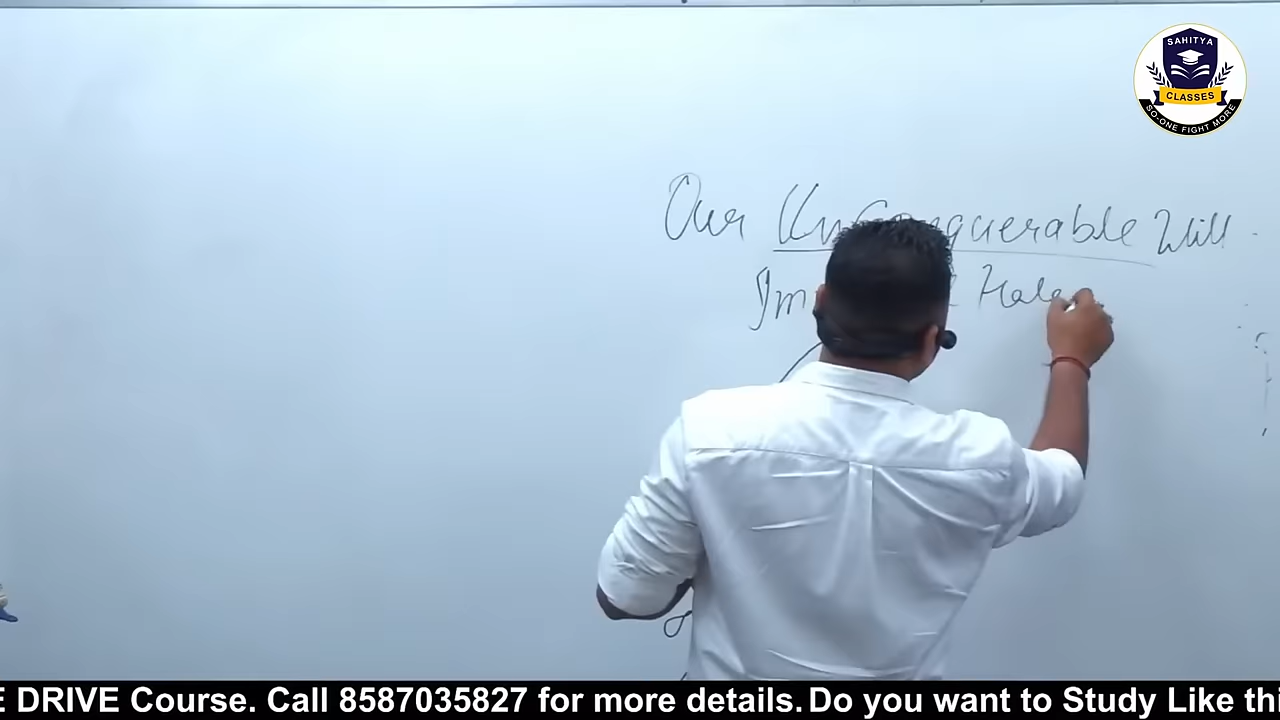 SAHITYA
CLASSES
SO-ONE FIGHT MORE
Our Unconquerable Will
E DRIVE Course. Call 8587035827 for more details. Do you want to Study Like thi